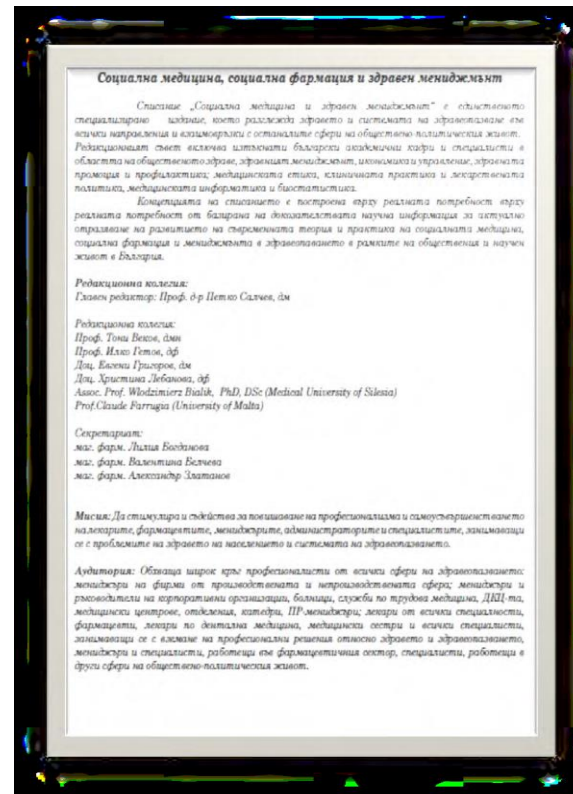 Социална медицина, социална фармация и здравен мениджмънт
Списание „Социална медицина и здравен мениджмънт“ е единственото
специализирано издание, което разглежда здравето и системата на здравеопазване във
всички направления и взаимовръзки с останалите сфери на обществено-политическия живот.
Редакционният съвет включва изтъкнати български академични кадри и специалисти в
областта на общественото здраве, здравният мениджмънт, икономика и управление, здравната
промоция и профилактика; медицинската етика, клиничната практика и лекарствената
политика, медицинската информатика и биостатистика.
Концепцията на списанието е построена върху реалната потребност върху
реалната потребност от базирана на доказателствата научна информация за актуално
отразяване на развитието на съвременната теория и практика на социалната медицина,
социална фармация и мениджмънта в здравеопазването в рамките на обществения и научен
живот в България.
Редакционна колегия:
Главен редактор: Проф. д-р Петко Салчев, дм
Редакционна колегия:
Проф. Тони Веков, дмн
Проф. Илко Гетов, дф
Доц. Евгени Григоров, дм
Доц. Христина Лебанова, дф
Assoc. Prof. Wlodzimierz Bialik, PhD, DSc (Medical University of Silesia)
Prof.Claude Farrugia (University of Malta)
Секретариат:
маг. фарм. Лилия Богданова
маг. фарм. Валентина Белчева
маг. фарм. Александър Златанов
Мисия: Да стимулира и съдейства за повишаване на професионализма и самоусъвършенстването
на лекарите, фармацевтите, мениджърите, администраторите и специалистите, занимаващи
се с проблемите на здравето на населението и системата на здравеопазването.
Аудитория: Обхваща широк кръг професионалисти от всички сфери на здравеопазването:
мениджъри на фирми от производствената и непроизводствената сфера; мениджъри и
ръководители на корпоративни организации, болници, служби по трудова медицина, ДКЦ-та,
медицински центрове, отделения, катедри, ПР-мениджъри; лекари от всички специалности,
фармацевти, лекари по дентална медицина, медицински сестри и всички специалисти,
занимаващи се с вземане на професионални решения относно здравето и здравеопазването,
мениджъри и специалисти, работещи във фармацевтичния сектор, специалисти, работещи в
други сфери на обществено-политическия живот.